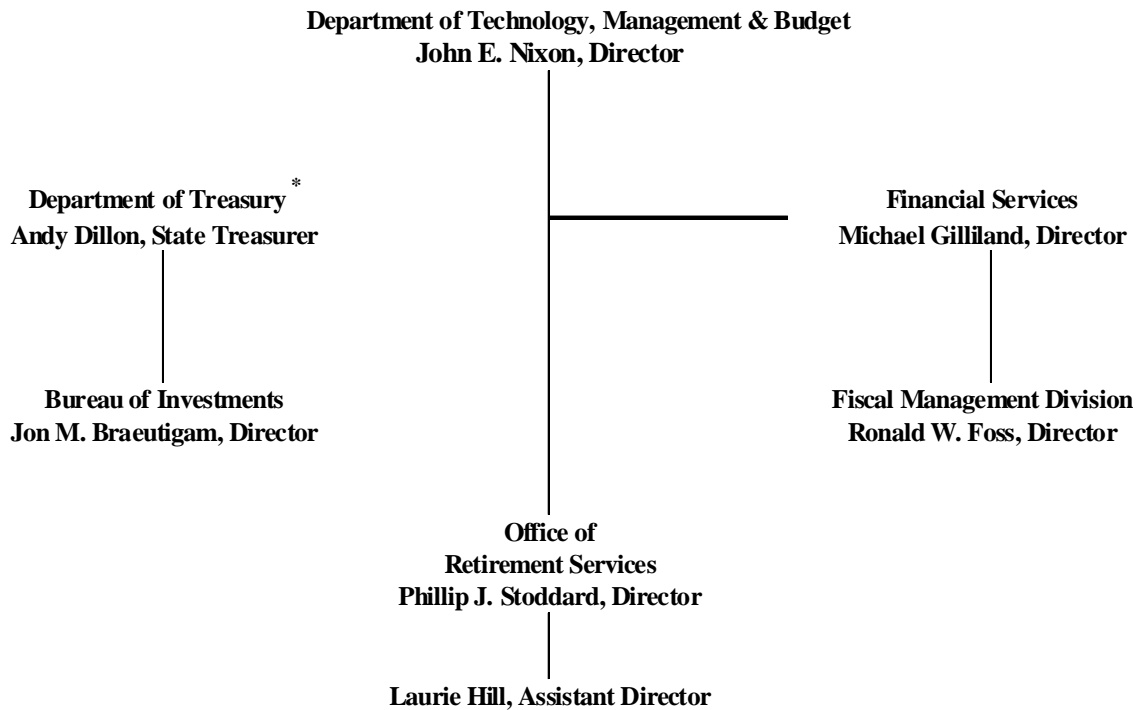 Department of Technology, Management & Budget
John E. Nixon, Director
Department of Treasury *
Andy Dillon, State Treasurer
Financial Services
Michael Gilliland, Director
Bureau of Investments
Jon M. Braeutigam, Director
Fiscal Management Division
Ronald W. Foss, Director
Office of
Retirement Services
Phillip J. Stoddard, Director
Laurie Hill, Assistant Director